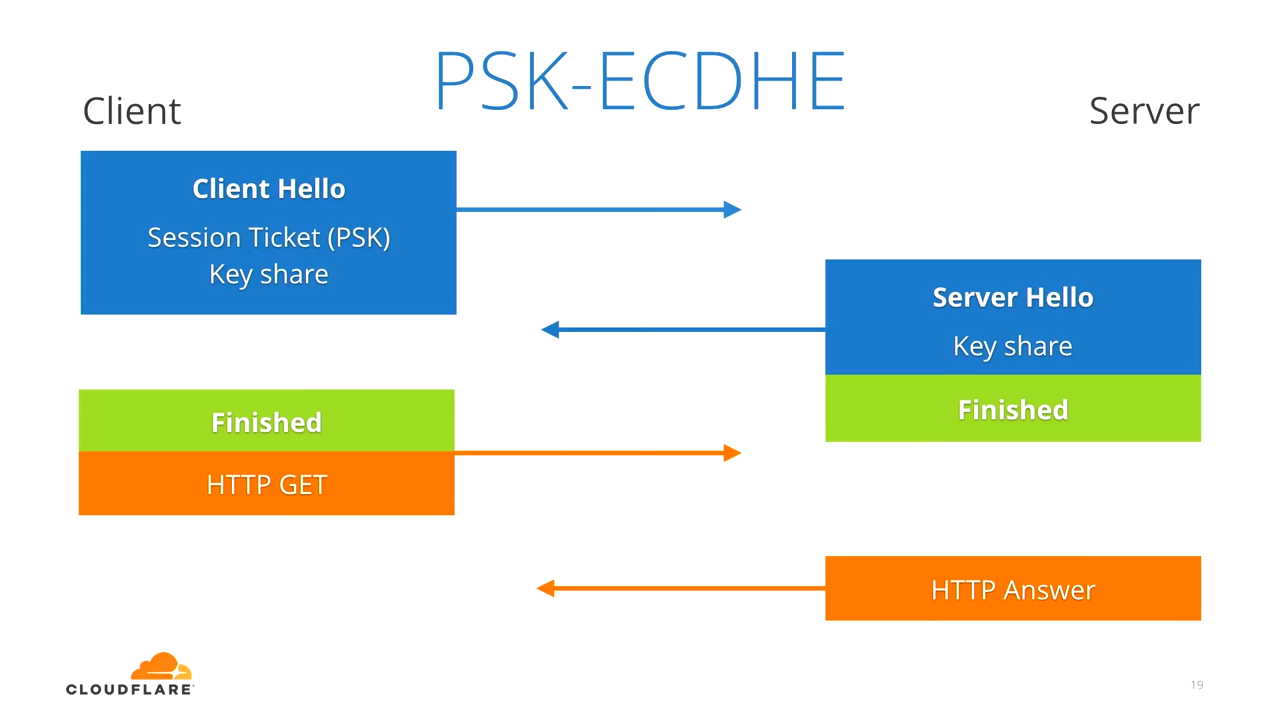 PSK-ECDHE
Client
Server
Client Hello
Session Ticket (PSK)
Key share
Server Hello
Key share
Finished
Finished
HTTP GET
HTTP Answer
CLOUDFLARE
19